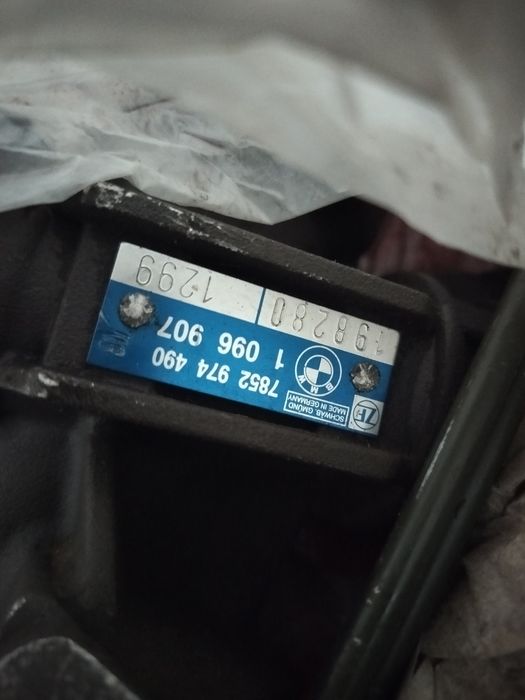 ZF
SCHWÄB. GMÜND
MADE IN GERMANY
7852 974 490
BMW
1 096 907
198280 1299